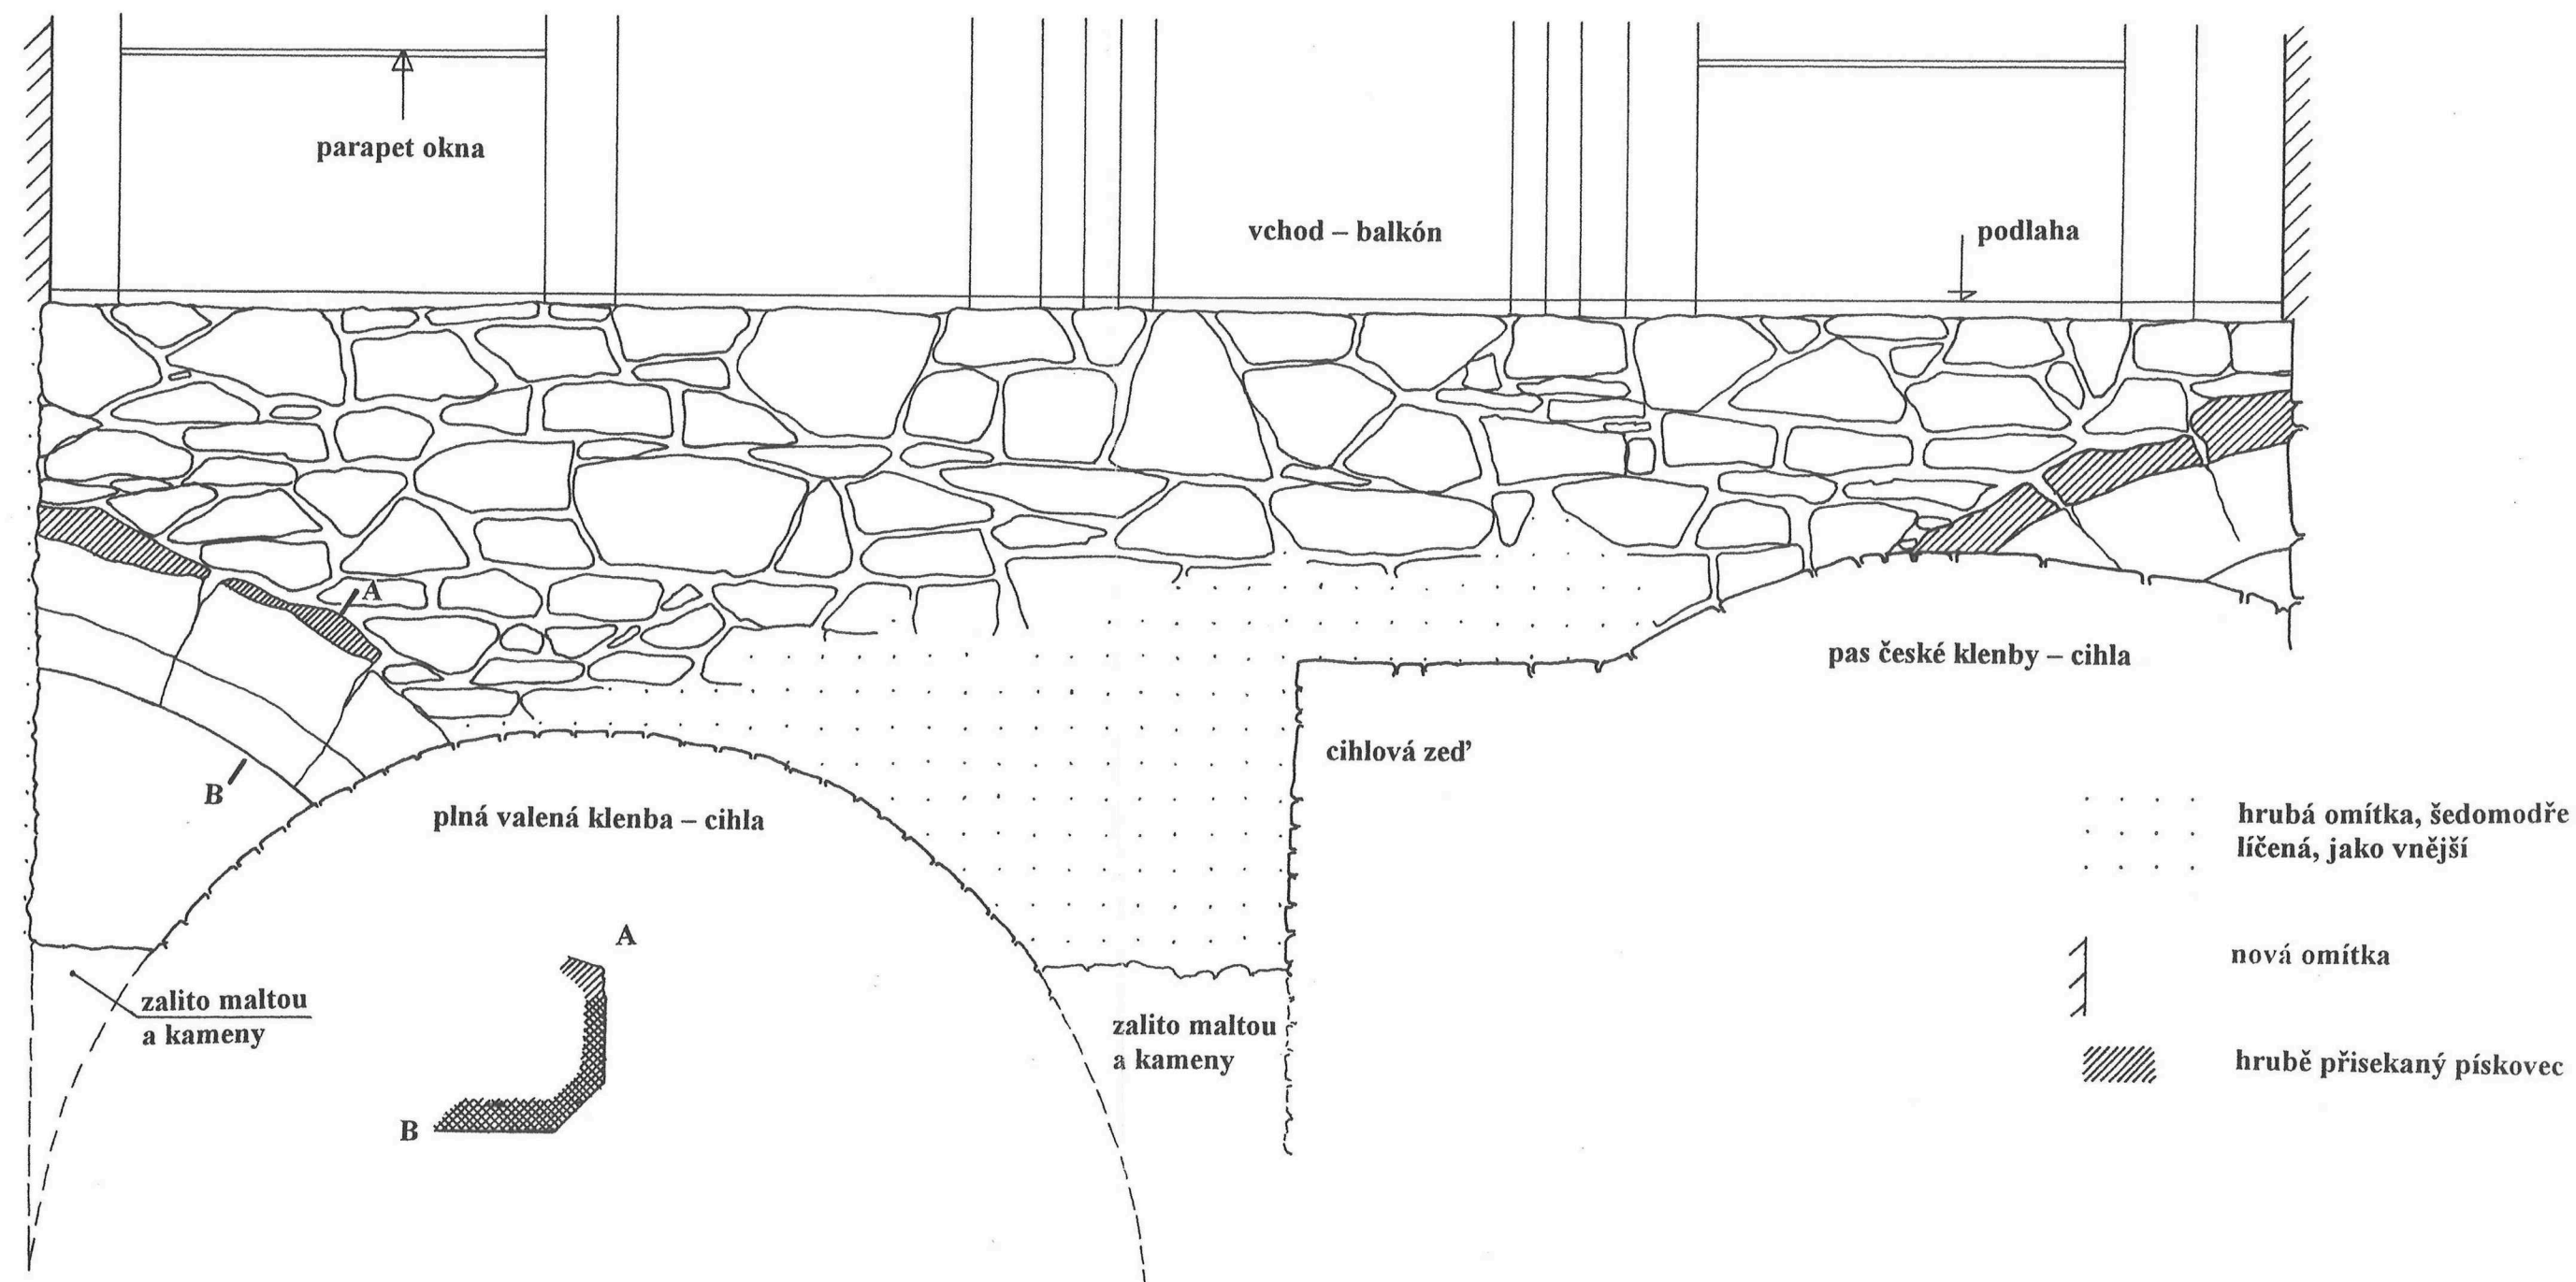 parapet okna
vchod – balkón
podlaha
A
pas české klenby – cihla
cihlová zeď
B
plná valená klenba – cihla
hrubá omítka, šedomodře
líčená, jako vnější
A
nová omítka
zalito maltou
a kameny
zalito maltou
a kameny
hrubě přisekaný pískovec
B